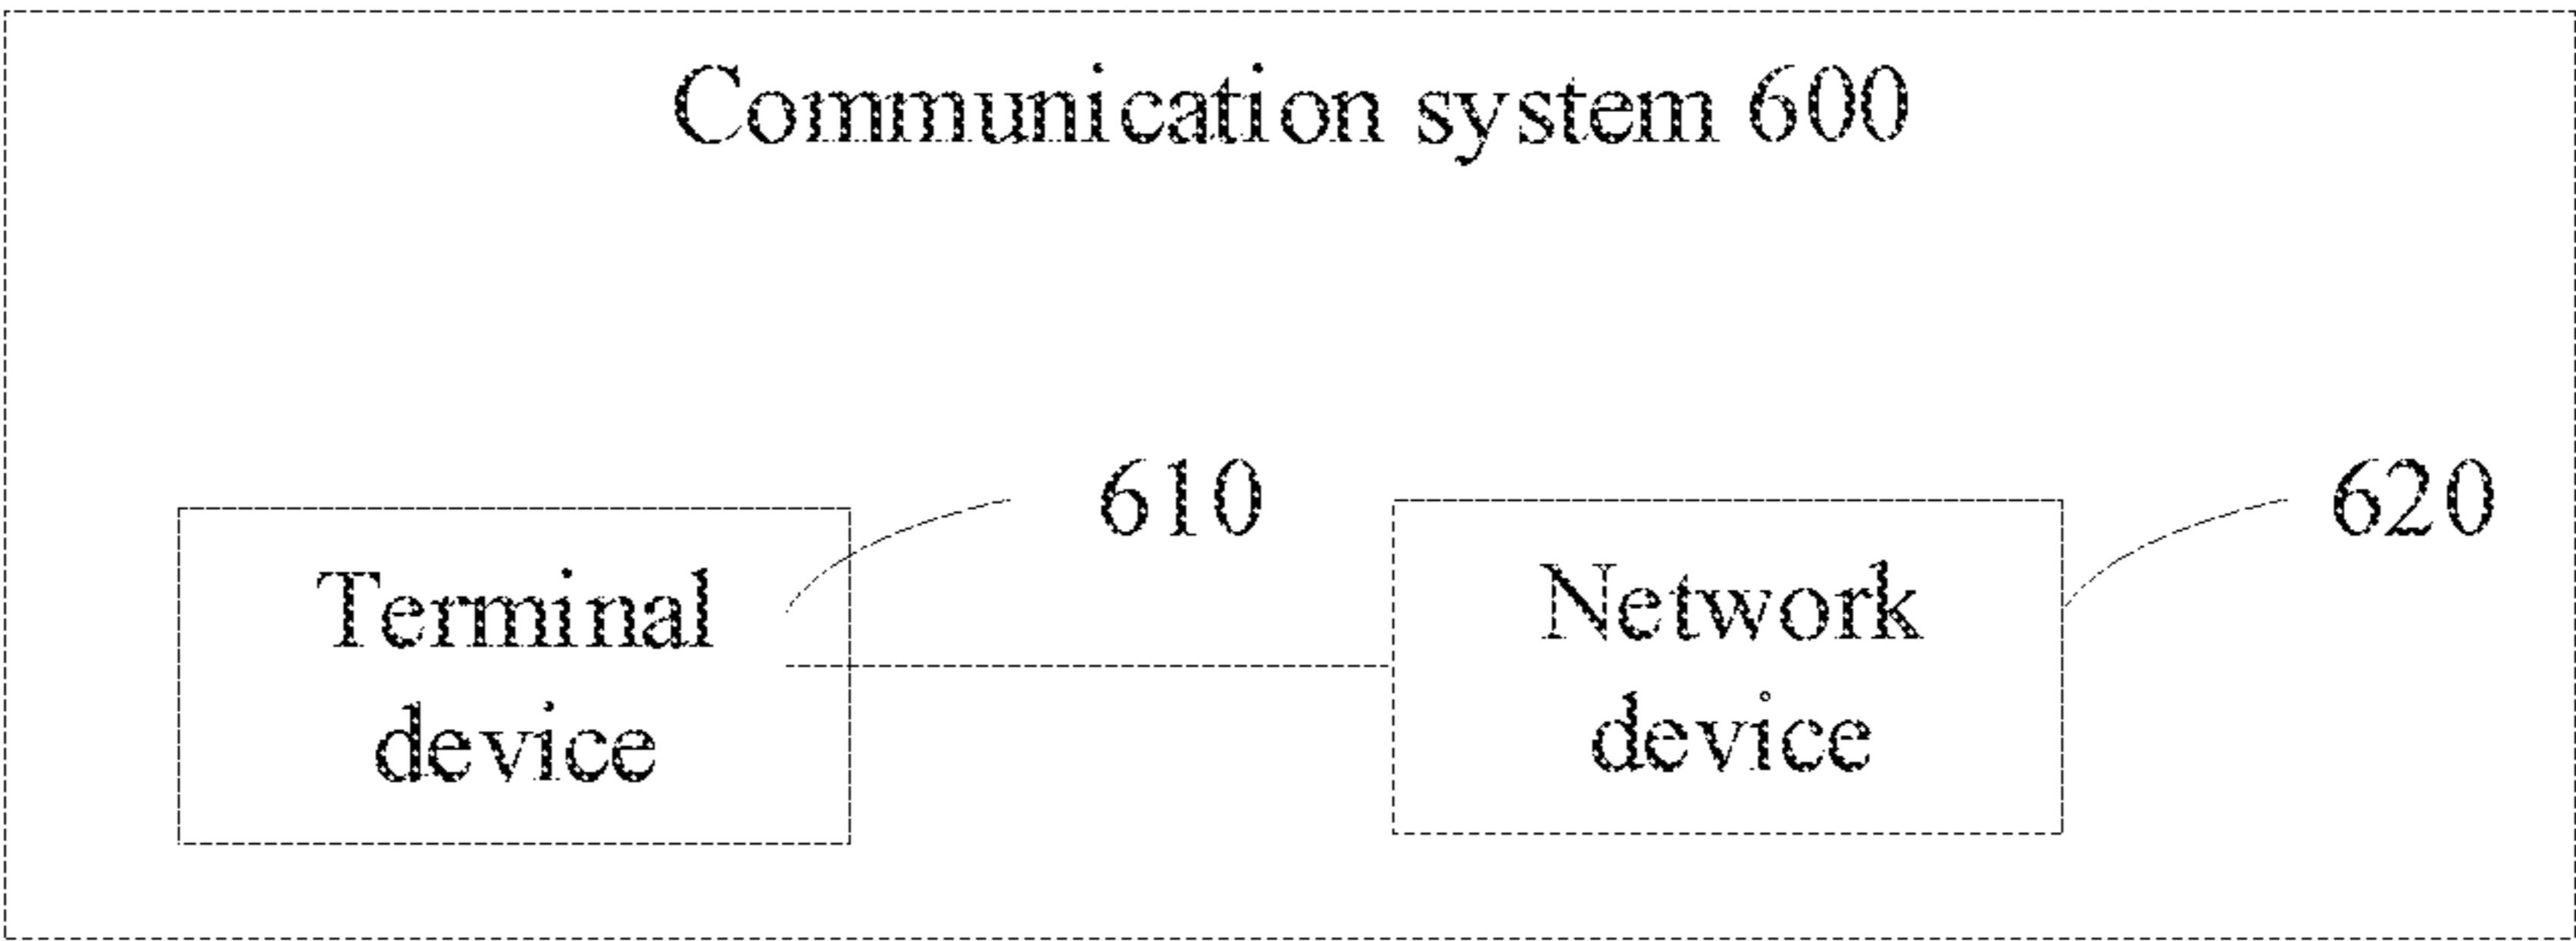 Communication system 600
610
620
Terminal
device
Network
device